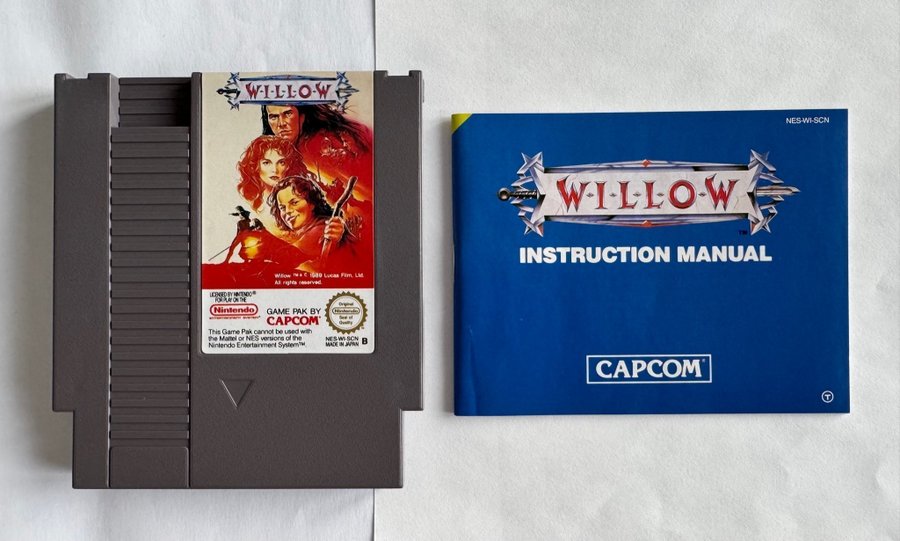 W·I·L·L·O·W
Willow ™ & © 1989 Lucas Film, Ltd.
All rights reserved.
LICENSED BY NINTENDO®
FOR PLAY ON THE
Nintendo
ENTERTAINMENT SYSTEM®
GAME PAK BY
CAPCOM®
Original
Nintendo
Seal of
Quality
This Game Pak cannot be used with
the Mattel or NES versions of the
Nintendo Entertainment System™.
NES-WI-SCN
MADE IN JAPAN
B
NES-WI-SCN
W·I·L·L·O·W
TM
INSTRUCTION MANUAL
CAPCOM®
T